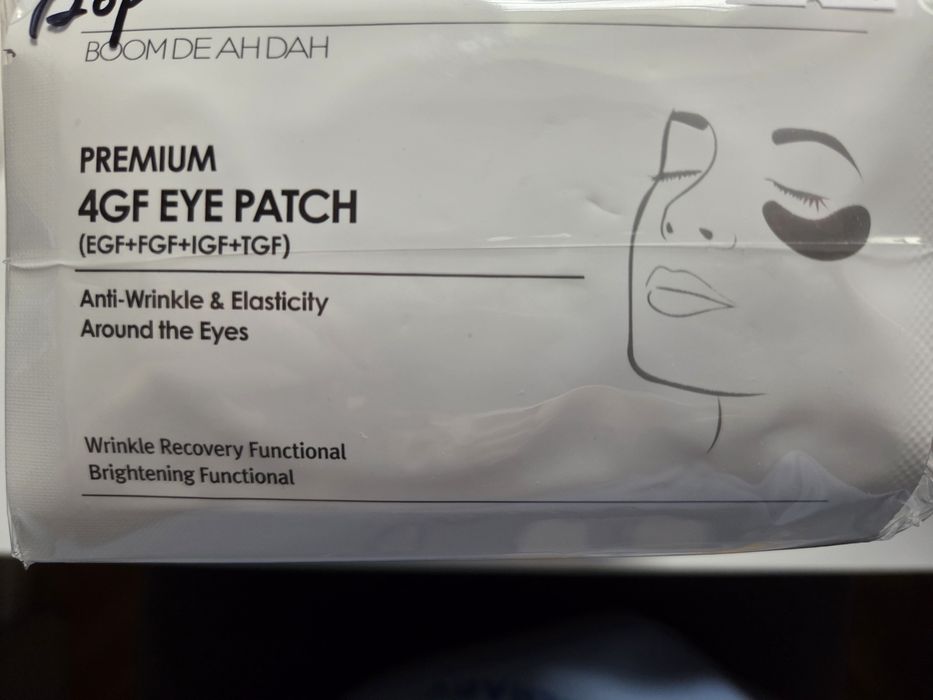 BOOM DE AH DAH
PREMIUM
4GF EYE PATCH
(EGF+FGF+IGF+TGF)
Anti-Wrinkle & Elasticity
Around the Eyes
Wrinkle Recovery Functional
Brightening Functional